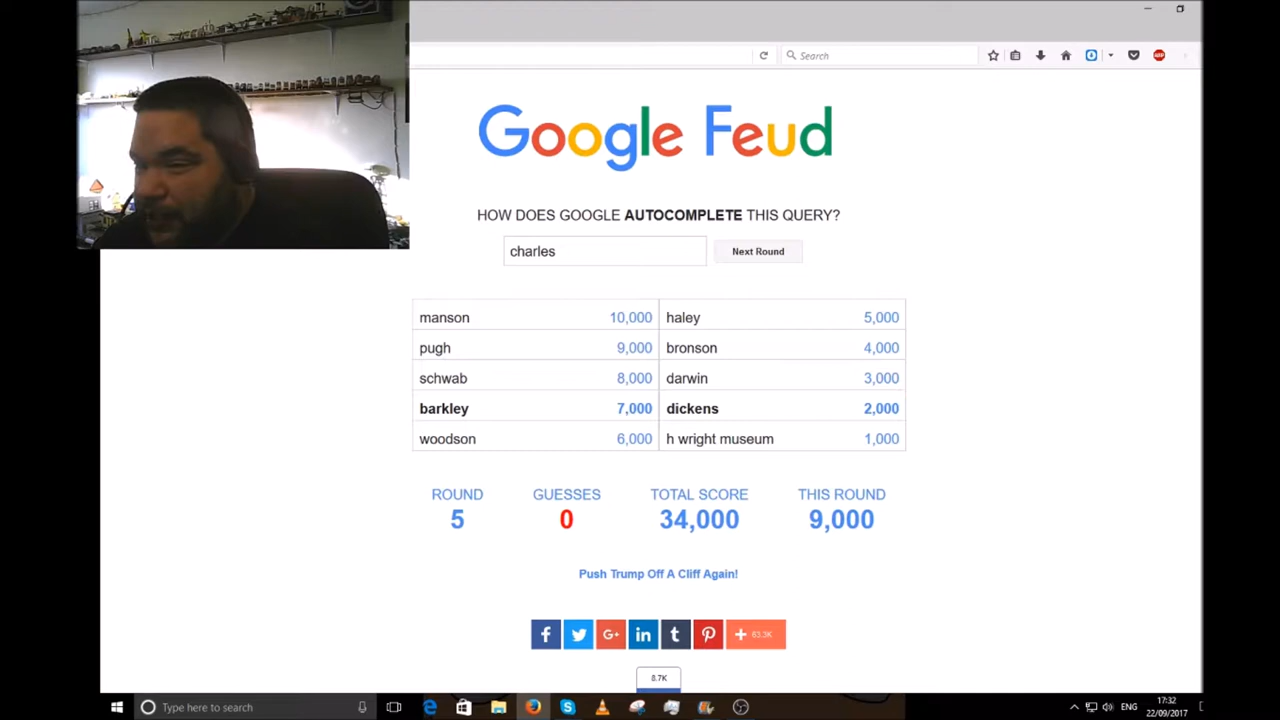 Search
Google Feud
HOW DOES GOOGLE AUTOCOMPLETE THIS QUERY?
charles Next Round
manson 10,000 haley 5,000
pugh 9,000 bronson 4,000
schwab 8,000 darwin 3,000
barkley 7,000 dickens 2,000
woodson 6,000 h wright museum 1,000
ROUND GUESSES TOTAL SCORE THIS ROUND
5 0 34,000 9,000
Push Trump Off A Cliff Again!
63.3K
8.7K
Type here to search
ENG
17:32
22/09/2017